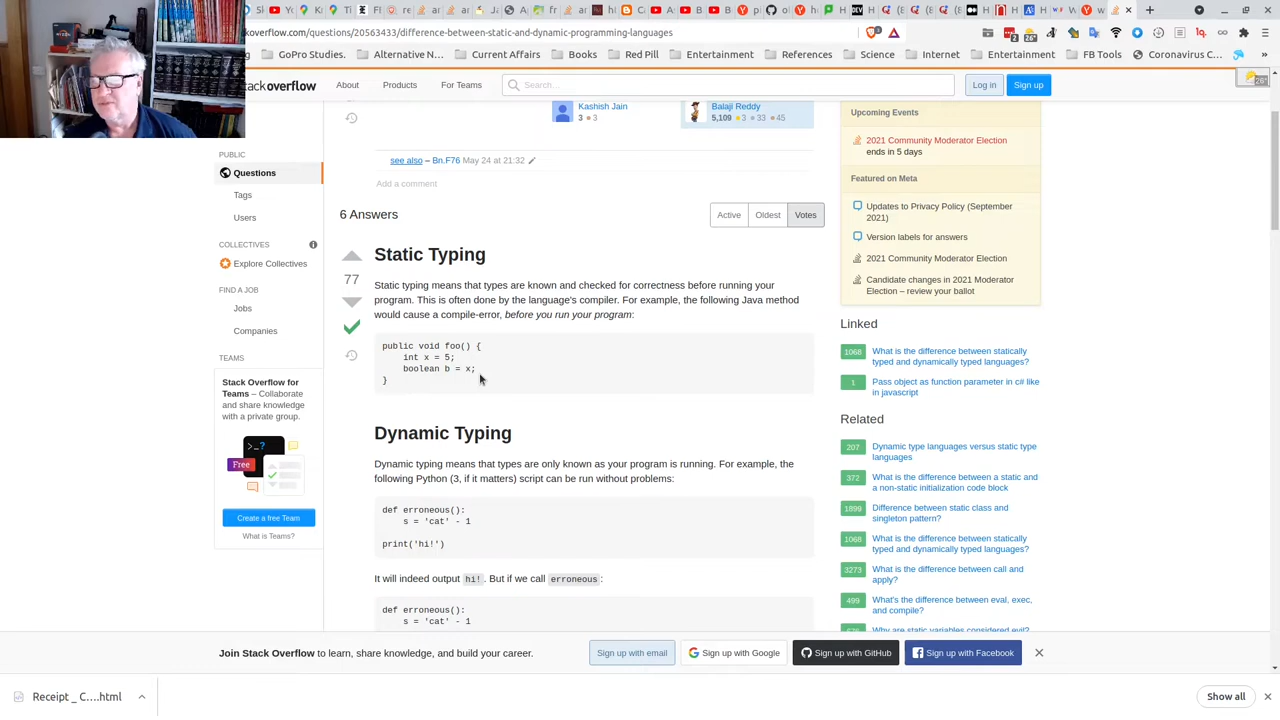 overflow.com/questions/20563433/difference-between-static-and-dynamic-programming-languages
GoPro Studies.
Alternative N...
Current Affairs
Books
Red Pill
Entertainment
References
Science
Internet
Entertainment
FB Tools
Coronavirus C...
overflow
About
Products
For Teams
Search...
Log in
Sign up
Kashish Jain
3 3
Balaji Reddy
5,109 3 33 45
see also – Bn.F76 May 24 at 21:32
Add a comment
PUBLIC
Questions
Tags
Users
COLLECTIVES
Explore Collectives
FIND A JOB
Jobs
Companies
TEAMS
Stack Overflow for
Teams – Collaborate
and share knowledge
with a private group.
>_?
Free
Create a free Team
What is Teams?
6 Answers
Active
Oldest
Votes
77
Static Typing
Static typing means that types are known and checked for correctness before running your
program. This is often done by the language's compiler. For example, the following Java method
would cause a compile-error, before you run your program:
public void foo() {
int x = 5;
boolean b = x;
}
Dynamic Typing
Dynamic typing means that types are only known as your program is running. For example, the
following Python (3, if it matters) script can be run without problems:
def erroneous():
s = 'cat' - 1
print('hi!')
It will indeed output hi!. But if we call erroneous:
def erroneous():
s = 'cat' - 1
Upcoming Events
2021 Community Moderator Election
ends in 5 days
Featured on Meta
Updates to Privacy Policy (September
2021)
Version labels for answers
2021 Community Moderator Election
Candidate changes in 2021 Moderator
Election – review your ballot
Linked
1068 What is the difference between statically
typed and dynamically typed languages?
1 Pass object as function parameter in c# like
in javascript
Related
207 Dynamic type languages versus static type
languages
372 What is the difference between a static and
a non-static initialization code block
1899 Difference between static class and
singleton pattern?
1068 What is the difference between statically
typed and dynamically typed languages?
3273 What is the difference between call and
apply?
499 What's the difference between eval, exec,
and compile?
Why are static variables considered evil?
Join Stack Overflow to learn, share knowledge, and build your career.
Sign up with email
Sign up with Google
Sign up with GitHub
Sign up with Facebook
Receipt _ C....html
Show all